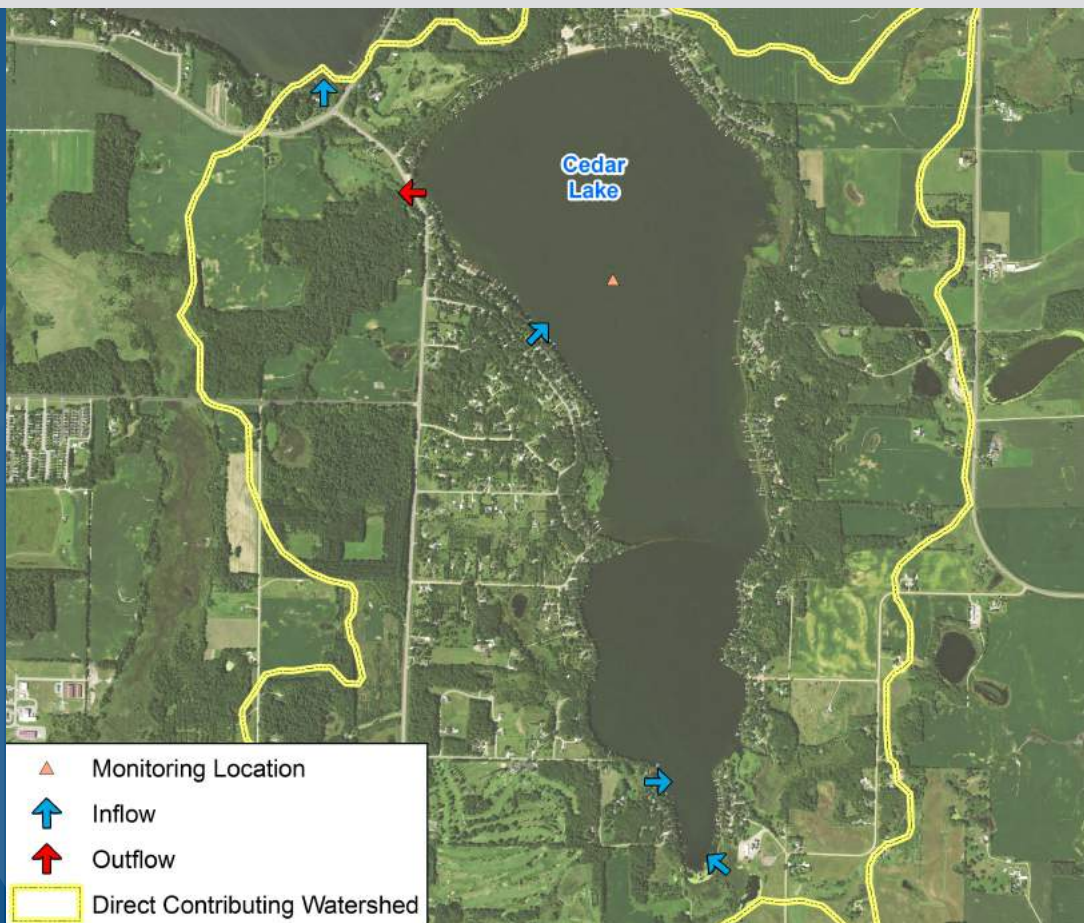 Cedar
Lake
Monitoring Location
Inflow
Outflow
Direct Contributing Watershed